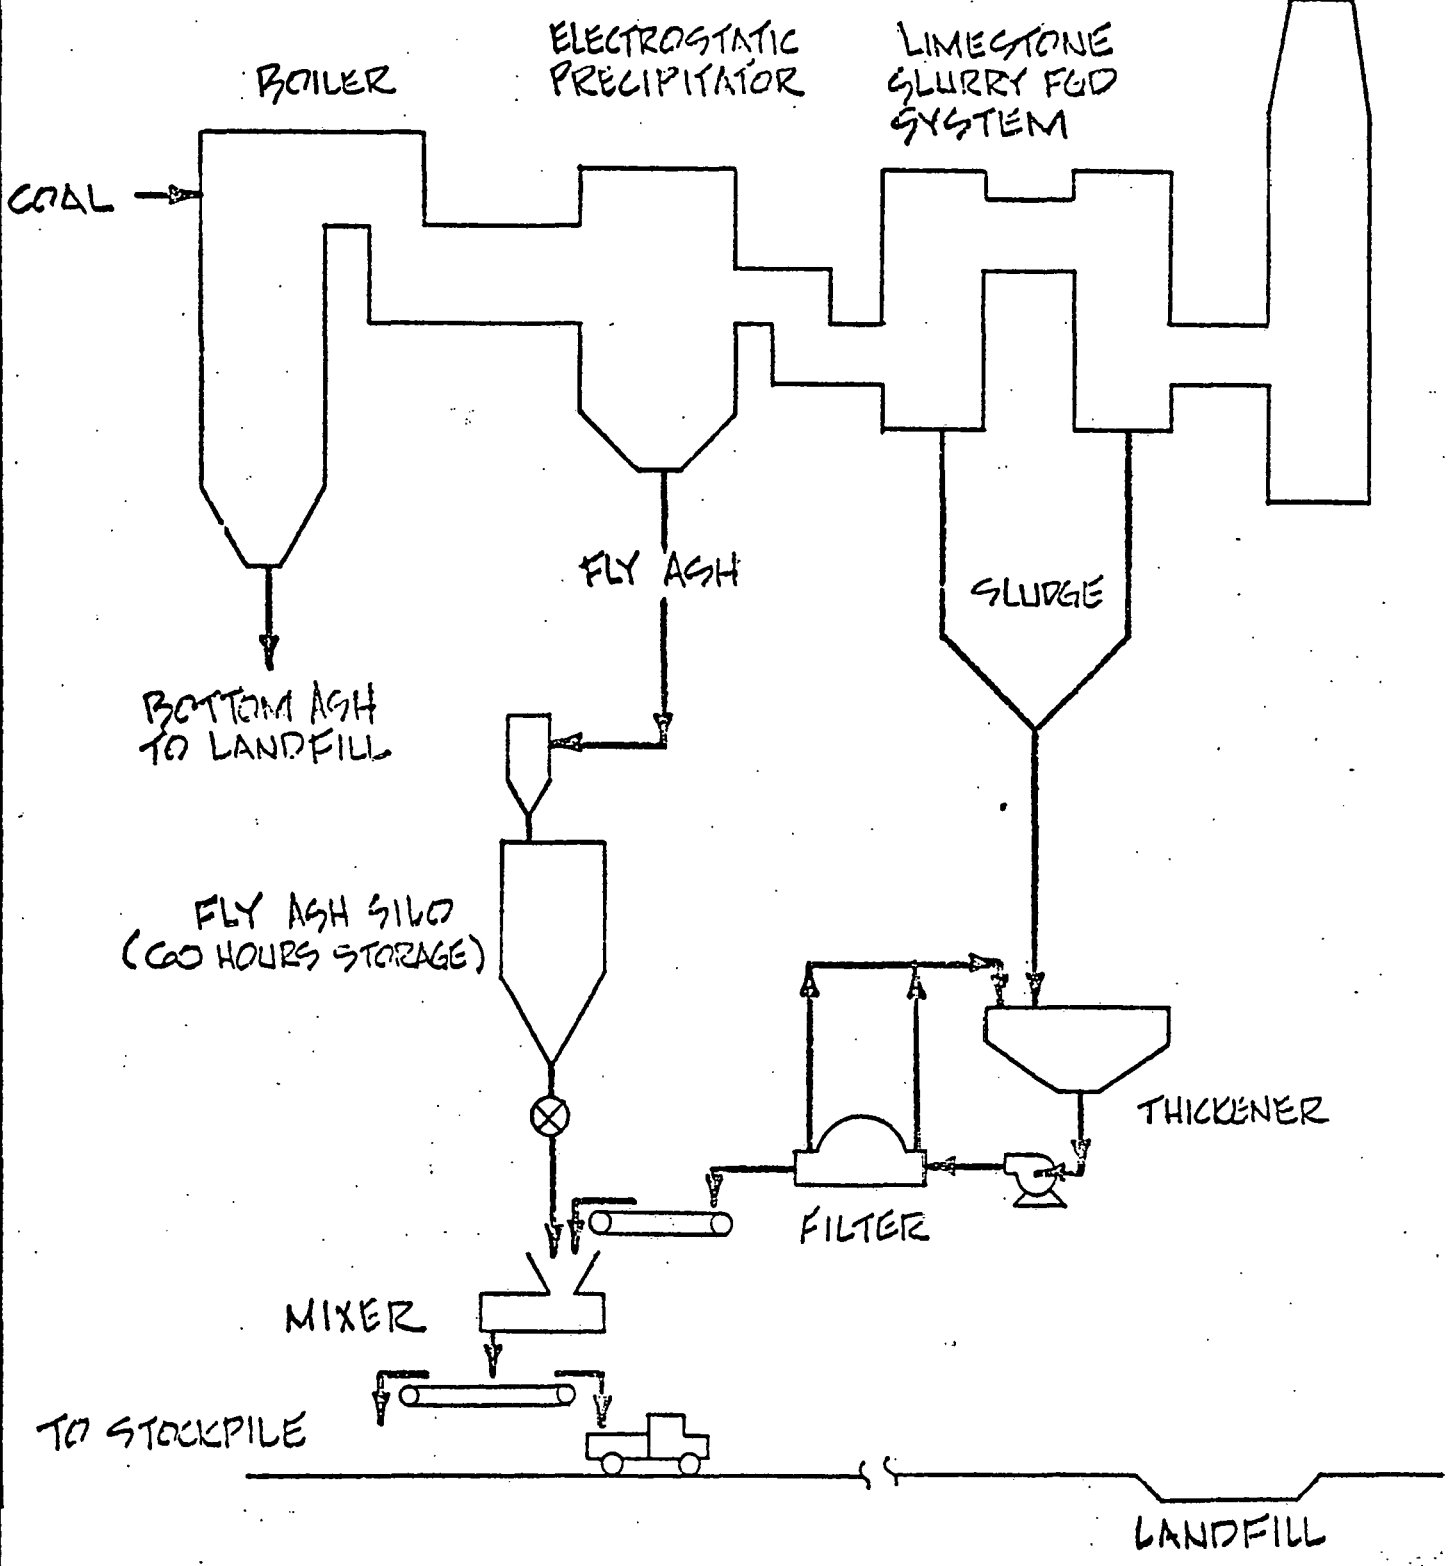 ELECTROSTATIC
PRECIPITATOR
LIMESTONE
SLURRY FGD
SYSTEM
BOILER
COAL
FLY ASH
SLUDGE
BOTTOM ASH
TO LANDFILL
FLY ASH SILO
(60 HOURS STORAGE)
THICKENER
FILTER
MIXER
TO STOCKPILE
LANDFILL